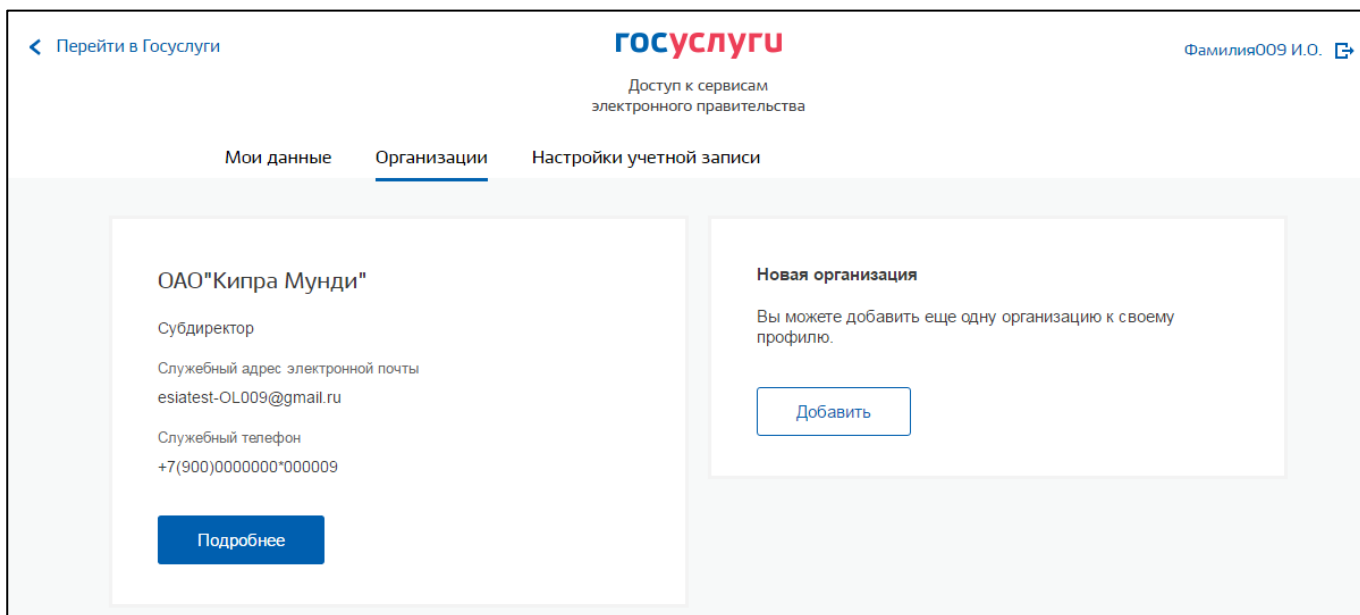 Перейти в Госуслуги
госуслуги
Фамилия009 И.О.
Доступ к сервисам
электронного правительства
Мои данные
Организации
Настройки учетной записи
ОАО"Кипра Мунди"
Субдиректор
Служебный адрес электронной почты
esiatest-OL009@gmail.ru
Служебный телефон
+7(900)0000000*000009
Подробнее
Новая организация
Вы можете добавить еще одну организацию к своему
профилю.
Добавить